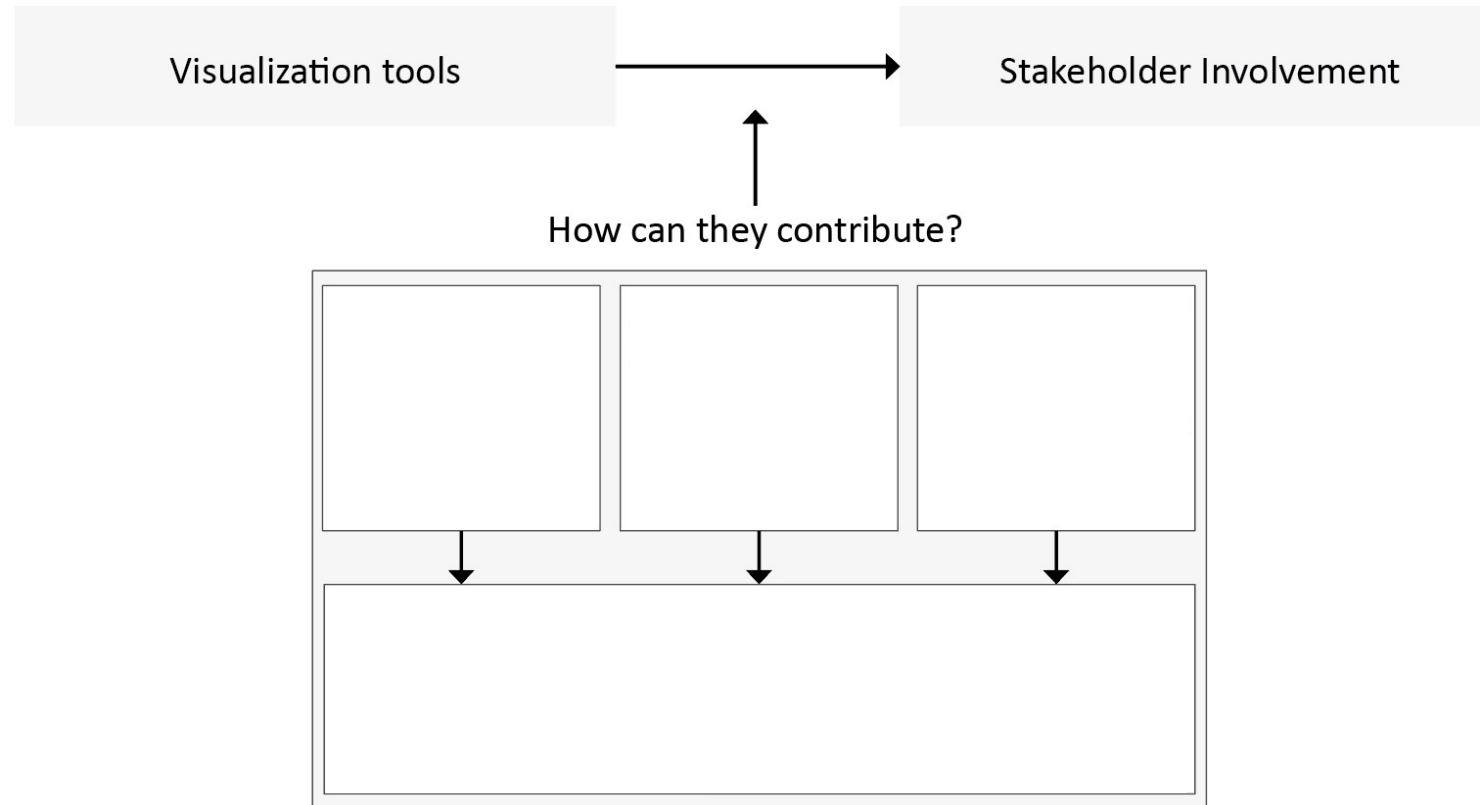 Visualization tools
Stakeholder Involvement
How can they contribute?